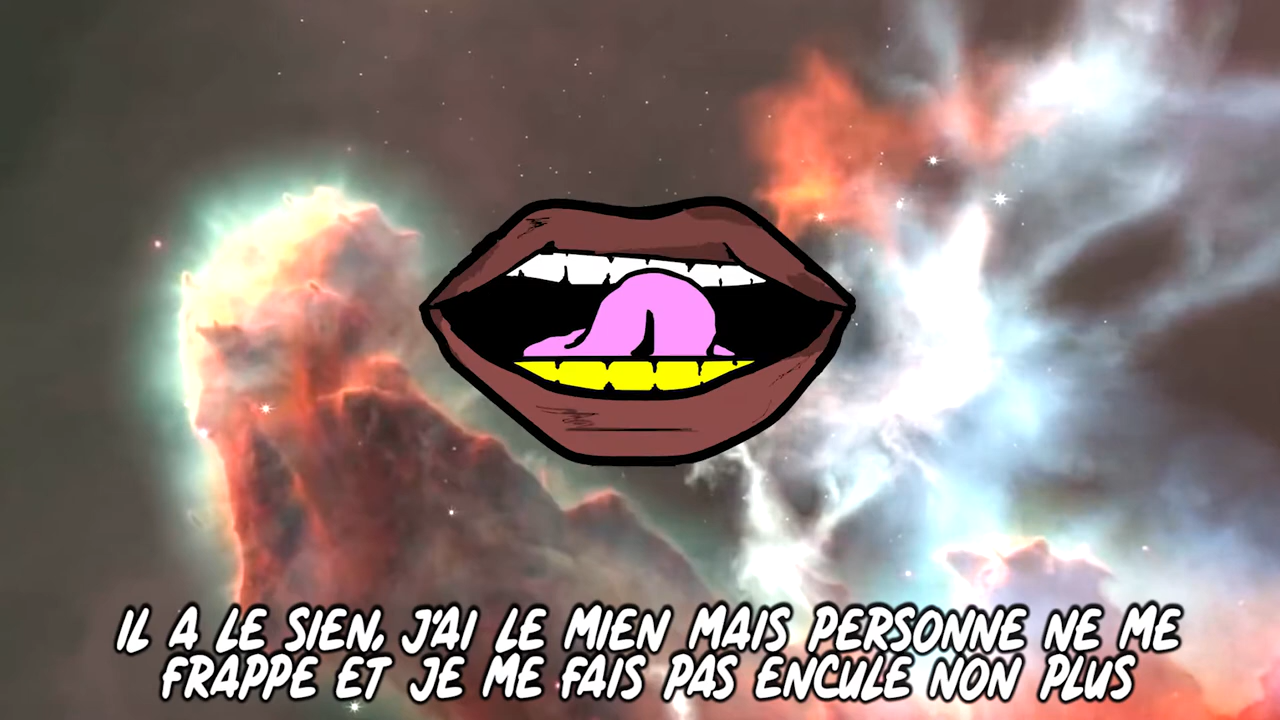 IL A LE SIEN, J'AI LE MIEN MAIS PERSONNE NE ME
FRAPPE ET JE ME FAIS PAS ENCULE NON PLUS